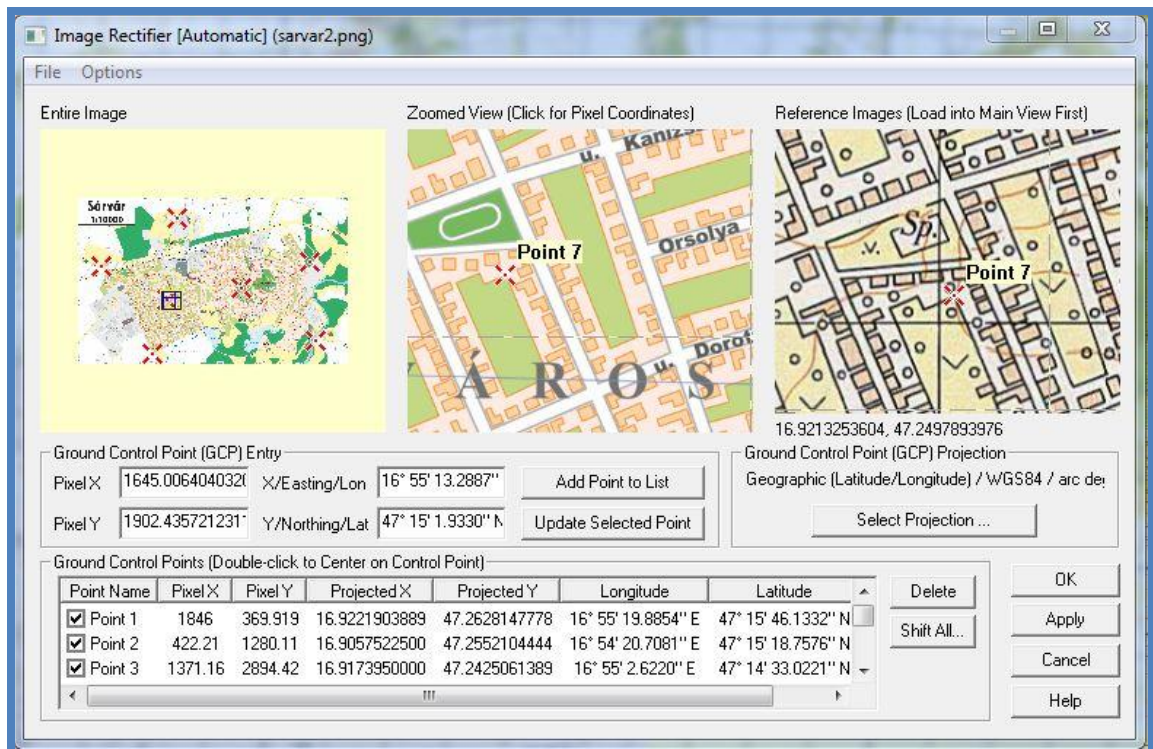 Image Rectifier [Automatic] (sarvar2.png)
File Options
Entire Image
Zoomed View (Click for Pixel Coordinates)
Reference Images (Load into Main View First)
Sárvár
1:10000
u. Kanizs
Orsolya
Point 7
u. Dorot
V Á R O S
Sp.
Point 7
16.9213253604, 47.2497893976
Ground Control Point (GCP) Entry
Pixel X 1645.0064040320 X/Easting/Lon 16° 55' 13.2887'' Add Point to List
Pixel Y 1902.435721231 Y/Northing/Lat 47° 15' 1.9330'' N Update Selected Point
Ground Control Point (GCP) Projection
Geographic (Latitude/Longitude) / WGS84 / arc de
Select Projection ...
Ground Control Points (Double-click to Center on Control Point)
Point Name Pixel X Pixel Y Projected X Projected Y Longitude Latitude
Point 1 1846 369.919 16.9221903889 47.2628147778 16° 55' 19.8854'' E 47° 15' 46.1332'' N
Point 2 422.21 1280.11 16.9057522500 47.2552104444 16° 54' 20.7081'' E 47° 15' 18.7576'' N
Point 3 1371.16 2894.42 16.9173950000 47.2425061389 16° 55' 2.6220'' E 47° 14' 33.0221'' N
Delete
Shift All...
OK
Apply
Cancel
Help